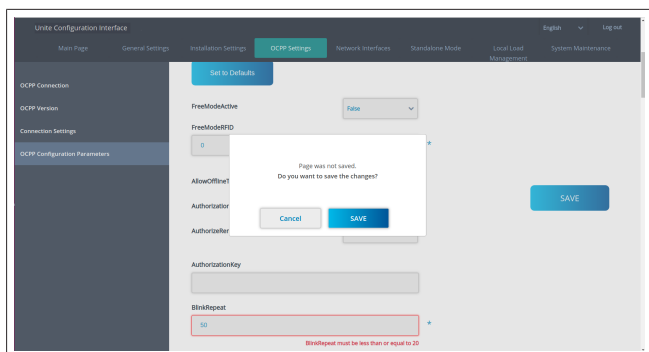 Unite Configuration Interface
English
Log out
Main Page
General Settings
Installation Settings
OCPP Settings
Network Interfaces
Standalone Mode
Local Load
Management
System Maintenance
OCPP Connection
OCPP Version
Connection Settings
OCPP Configuration Parameters
Set to Defaults
FreeModeActive
False
FreeModeRFID
0
*
Page was not saved.
Do you want to save the changes?
Cancel
SAVE
AllowOfflineT
Authorization
AuthorizeRe
SAVE
AuthorizationKey
BlinkRepeat
50
*
BlinkRepeat must be less than or equal to 20